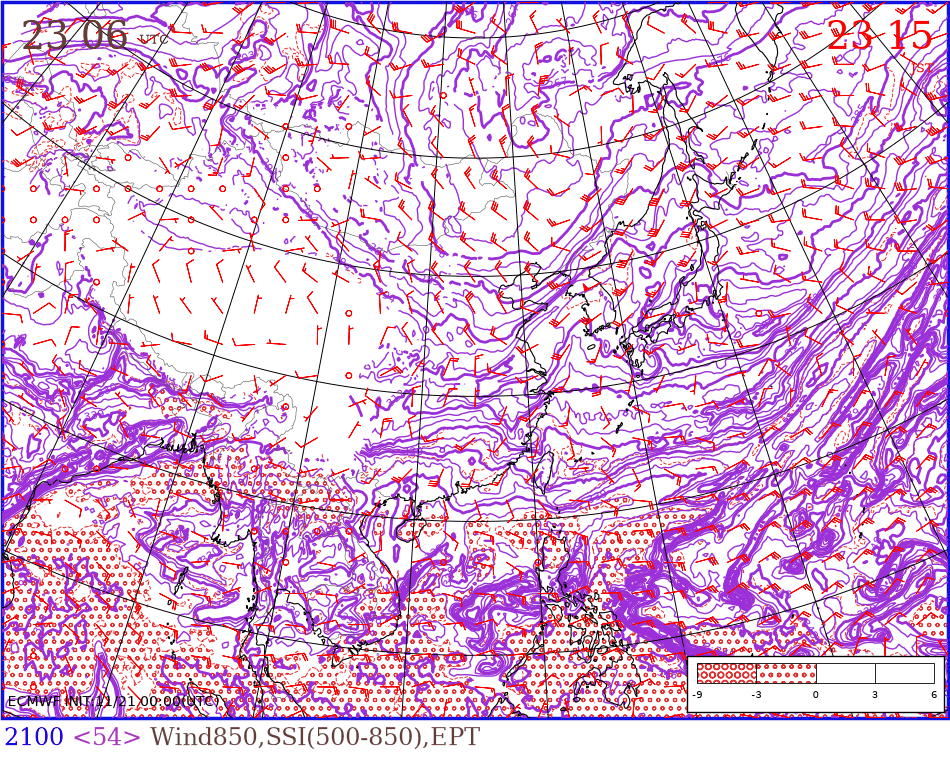 23 06 UTC
23 15
JST
-9 -3 0 3 6
ECMWF INIT:11/21 00:00(UTC)
2100 <54> Wind850,SSI(500-850),EPT